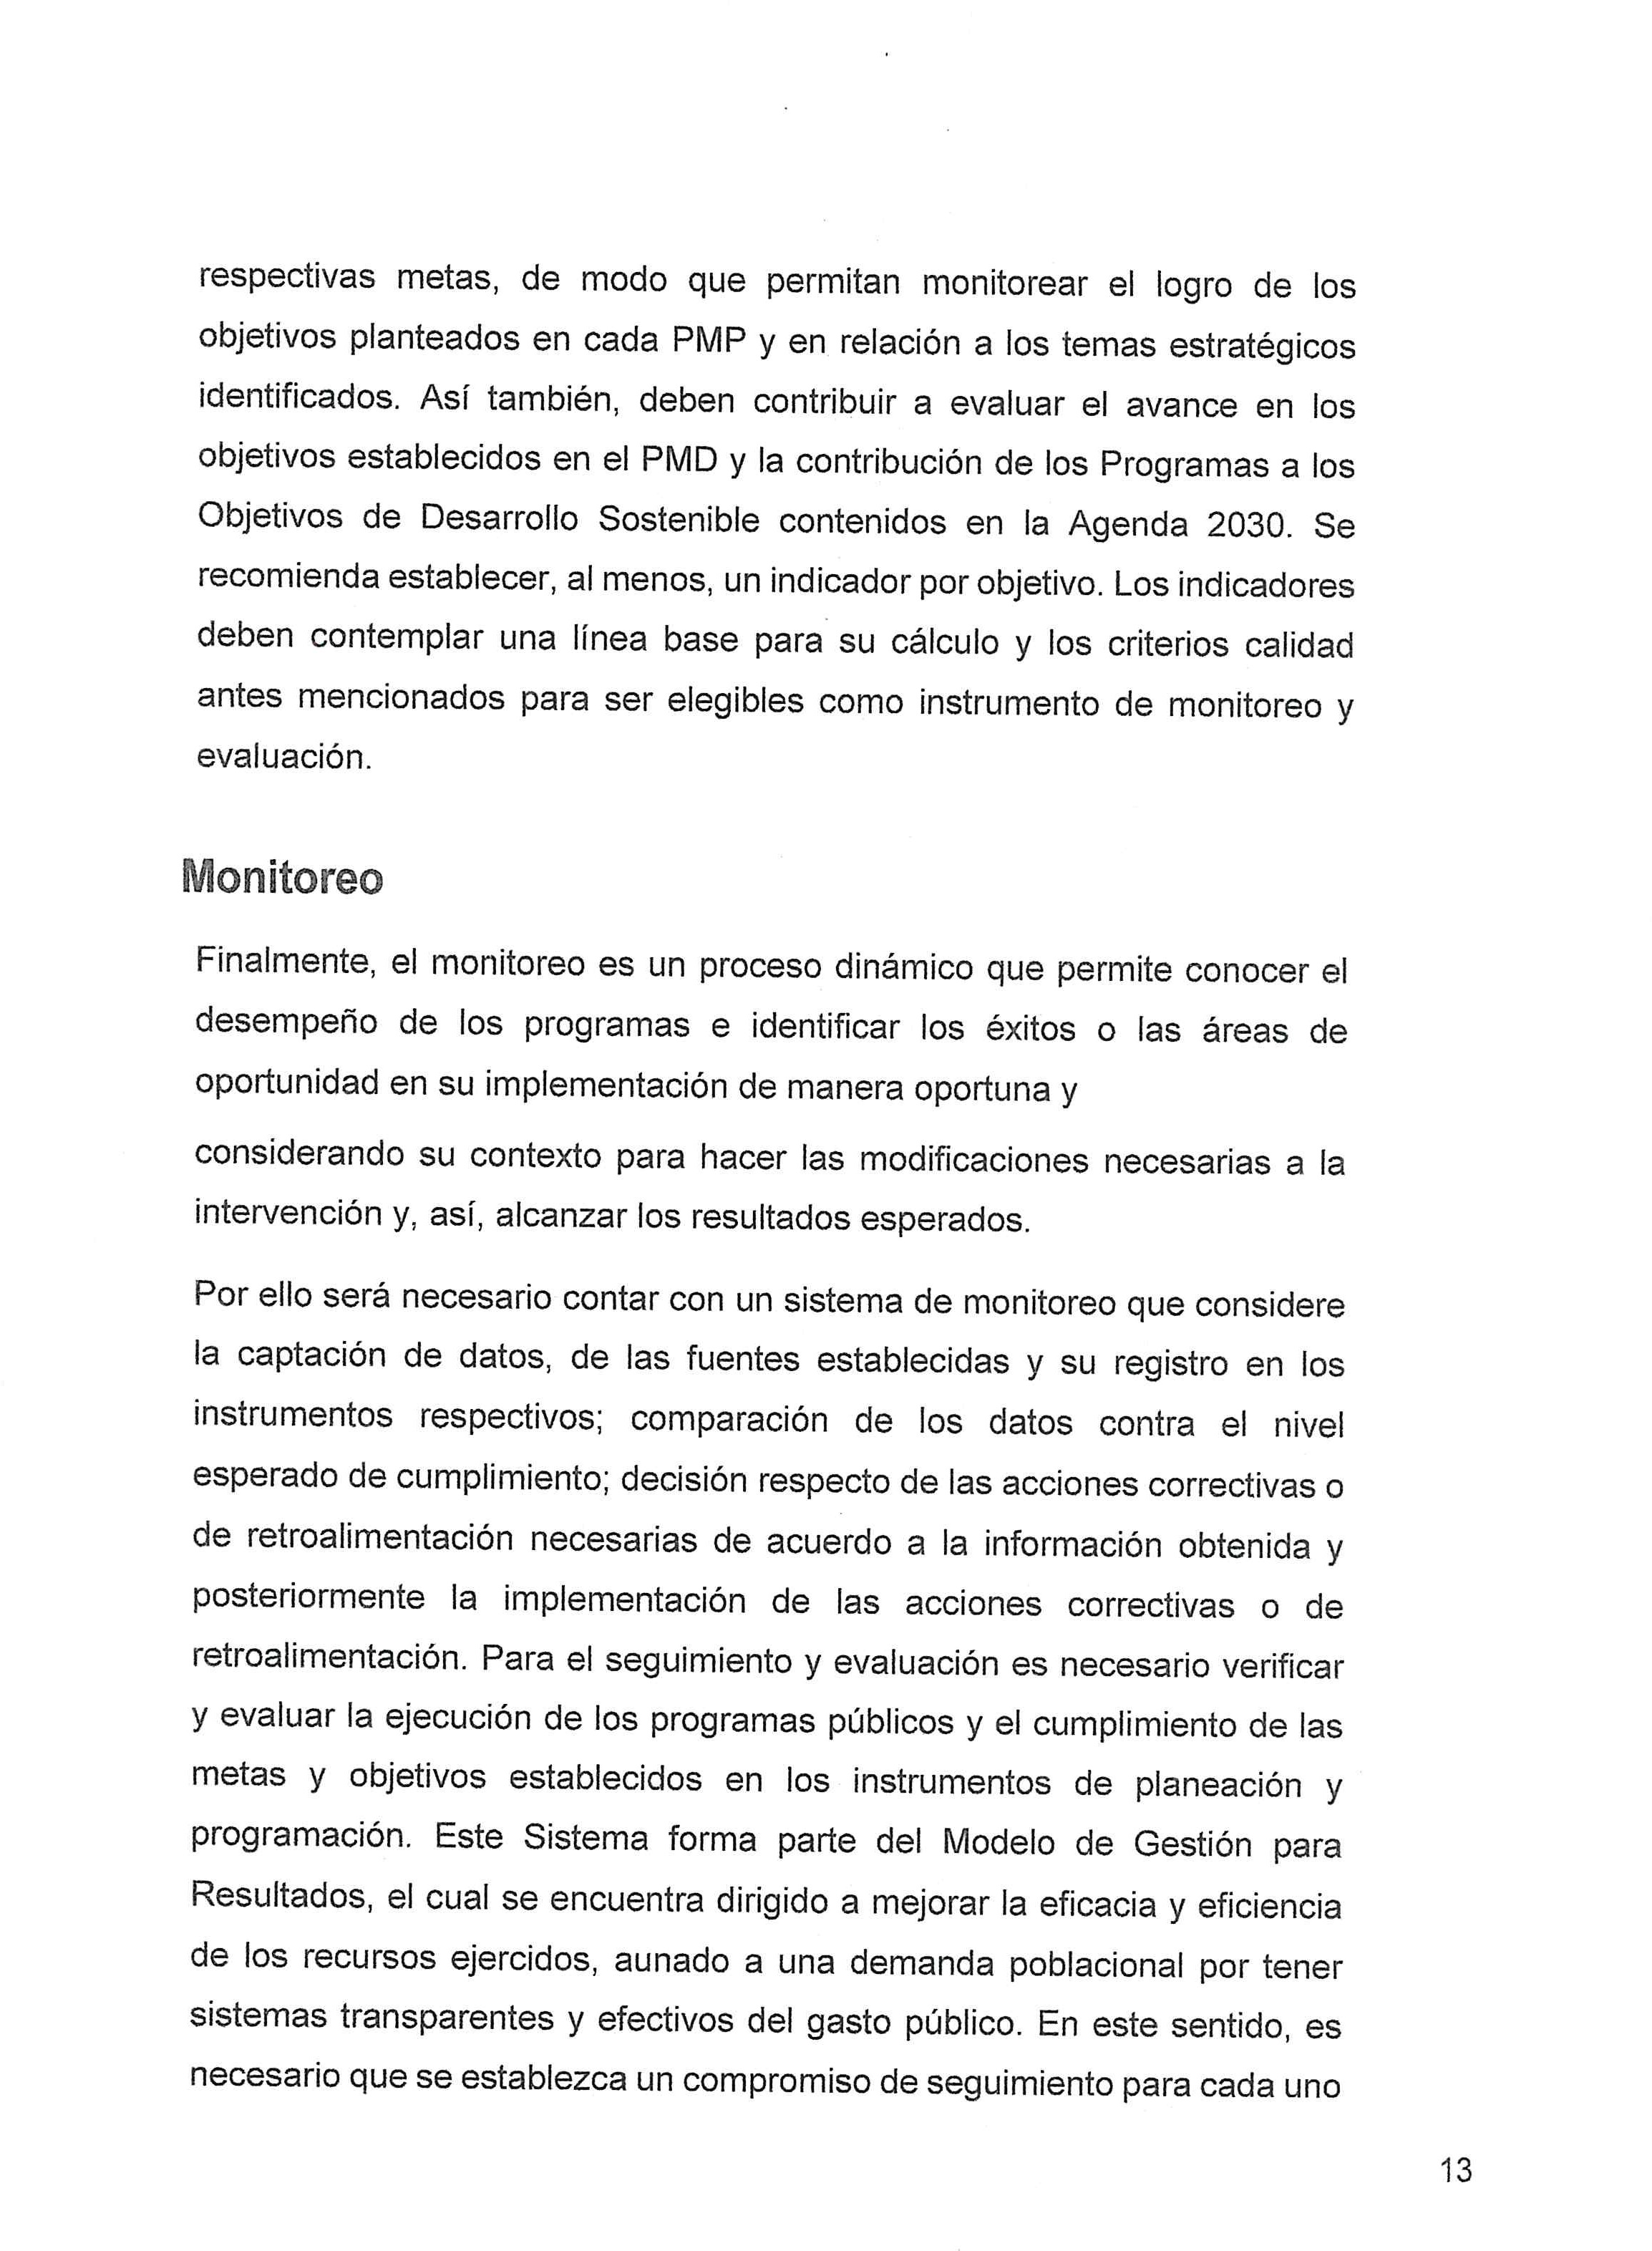 respectivas metas, de modo que permitan monitorear el logro de los
objetivos planteados en cada PMP y en relación a los temas estratégicos
identificados. Así también, deben contribuir a evaluar el avance en los
objetivos establecidos en el PMD y la contribución de los Programas a los
Objetivos de Desarrollo Sostenible contenidos en la Agenda 2030. Se
recomienda establecer, al menos, un indicador por objetivo. Los indicadores
deben contemplar una línea base para su cálculo y los criterios calidad
antes mencionados para ser elegibles como instrumento de monitoreo y
evaluación.
Monitoreo
Finalmente, el monitoreo es un proceso dinámico que permite conocer el
desempeño de los programas e identificar los éxitos o las áreas de
oportunidad en su implementación de manera oportuna y
considerando su contexto para hacer las modificaciones necesarias a la
intervención y, así, alcanzar los resultados esperados.
Por ello será necesario contar con un sistema de monitoreo que considere
la captación de datos, de las fuentes establecidas y su registro en los
instrumentos respectivos; comparación de los datos contra el nivel
esperado de cumplimiento; decisión respecto de las acciones correctivas o
de retroalimentación necesarias de acuerdo a la información obtenida y
posteriormente la implementación de las acciones correctivas o de
retroalimentación. Para el seguimiento y evaluación es necesario verificar
y evaluar la ejecución de los programas públicos y el cumplimiento de las
metas y objetivos establecidos en los instrumentos de planeación y
programación. Este Sistema forma parte del Modelo de Gestión para
Resultados, el cual se encuentra dirigido a mejorar la eficacia y eficiencia
de los recursos ejercidos, aunado a una demanda poblacional por tener
sistemas transparentes y efectivos del gasto público. En este sentido, es
necesario que se establezca un compromiso de seguimiento para cada uno
13